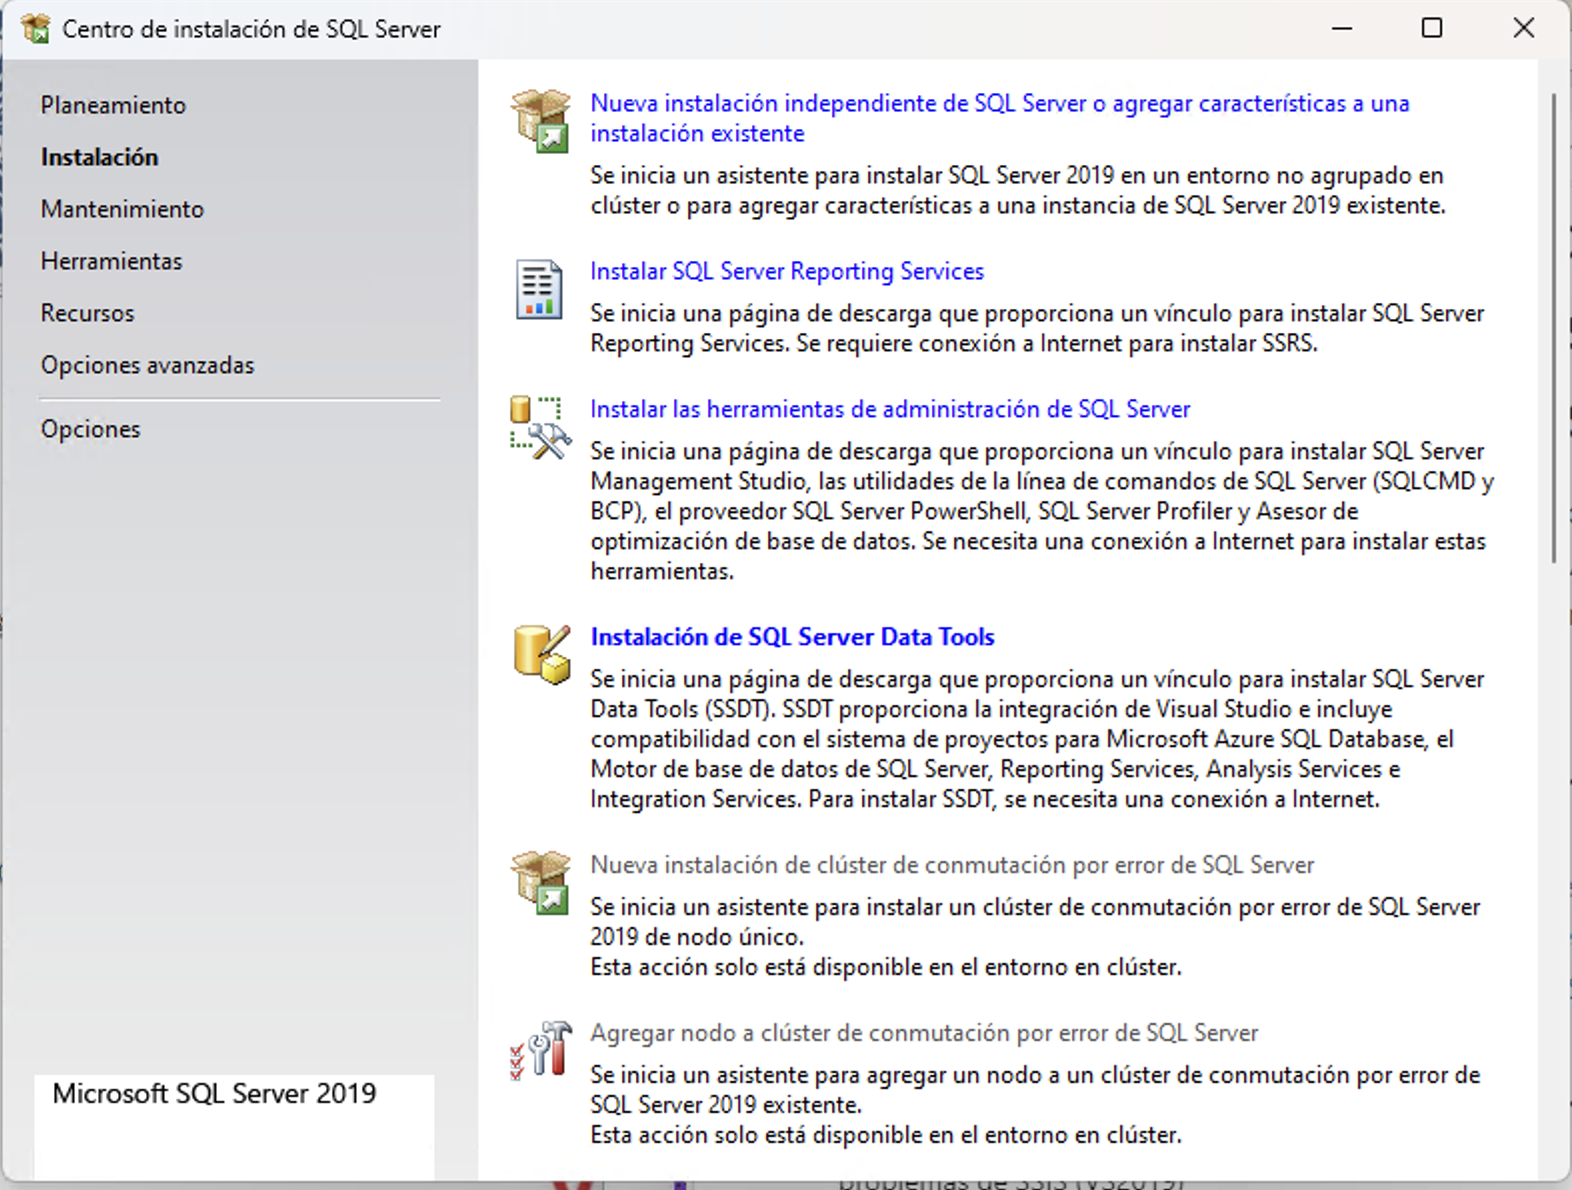 Centro de instalación de SQL Server
Planeamiento
Instalación
Mantenimiento
Herramientas
Recursos
Opciones avanzadas
Opciones
Microsoft SQL Server 2019
Nueva instalación independiente de SQL Server o agregar características a una
instalación existente
Se inicia un asistente para instalar SQL Server 2019 en un entorno no agrupado en
clúster o para agregar características a una instancia de SQL Server 2019 existente.
Instalar SQL Server Reporting Services
Se inicia una página de descarga que proporciona un vínculo para instalar SQL Server
Reporting Services. Se requiere conexión a Internet para instalar SSRS.
Instalar las herramientas de administración de SQL Server
Se inicia una página de descarga que proporciona un vínculo para instalar SQL Server
Management Studio, las utilidades de la línea de comandos de SQL Server (SQLCMD y
BCP), el proveedor SQL Server PowerShell, SQL Server Profiler y Asesor de
optimización de base de datos. Se necesita una conexión a Internet para instalar estas
herramientas.
Instalación de SQL Server Data Tools
Se inicia una página de descarga que proporciona un vínculo para instalar SQL Server
Data Tools (SSDT). SSDT proporciona la integración de Visual Studio e incluye
compatibilidad con el sistema de proyectos para Microsoft Azure SQL Database, el
Motor de base de datos de SQL Server, Reporting Services, Analysis Services e
Integration Services. Para instalar SSDT, se necesita una conexión a Internet.
Nueva instalación de clúster de conmutación por error de SQL Server
Se inicia un asistente para instalar un clúster de conmutación por error de SQL Server
2019 de nodo único.
Esta acción solo está disponible en el entorno en clúster.
Agregar nodo a clúster de conmutación por error de SQL Server
Se inicia un asistente para agregar un nodo a un clúster de conmutación por error de
SQL Server 2019 existente.
Esta acción solo está disponible en el entorno en clúster.
problemas de SSIS (VS2019)